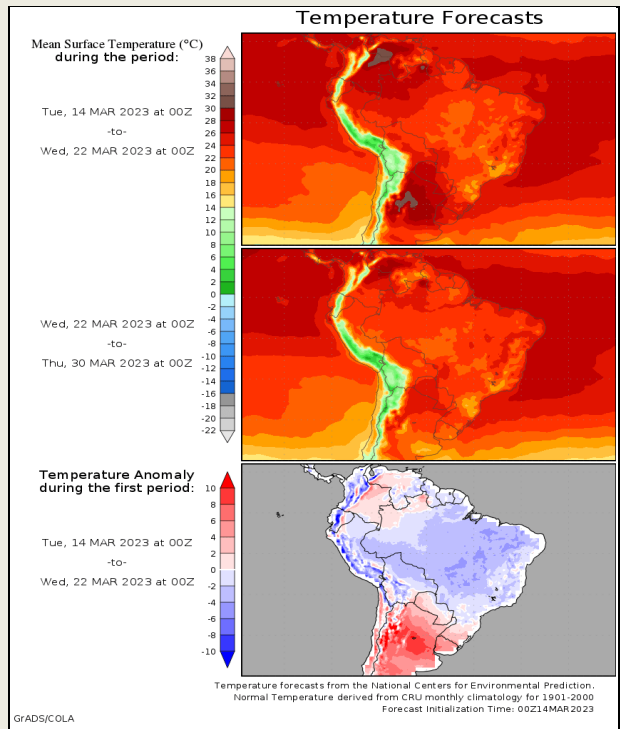 Temperature Forecasts
Mean Surface Temperature (°C)
during the period:
Tue, 14 MAR 2023 at 00Z
-to-
Wed, 22 MAR 2023 at 00Z
38
36
34
32
30
28
26
24
22
20
18
16
14
12
10
8
6
4
2
0
-2
-4
-6
-8
-10
-12
-14
-16
-18
-20
-22
Wed, 22 MAR 2023 at 00Z
-to-
Thu, 30 MAR 2023 at 00Z
Temperature Anomaly
during the first period:
Tue, 14 MAR 2023 at 00Z
-to-
Wed, 22 MAR 2023 at 00Z
10
8
6
4
2
0
-2
-4
-6
-8
-10
Temperature forecasts from the National Centers for Environmental Prediction.
Normal Temperature derived from CRU monthly climatology for 1901-2000
Forecast Initialization Time: 00Z14MAR2023
GrADS/COLA